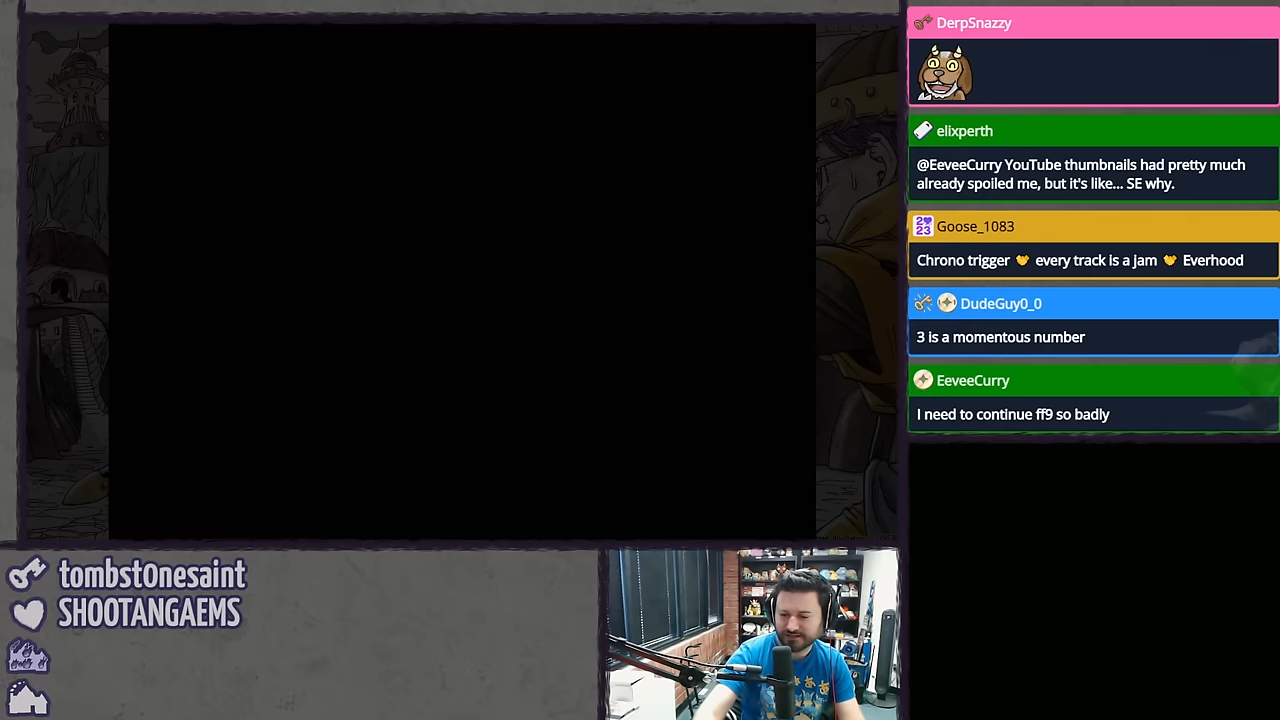 DerpSnazzy
elixperth
@EeveeCurry YouTube thumbnails had pretty much
already spoiled me, but it's like... SE why.
2023
Goose_1083
Chrono trigger every track is a jam Everhood
DudeGuy0_0
3 is a momentous number
EeveeCurry
I need to continue ff9 so badly
tombst0nesaint
SHOOTANGAEMS